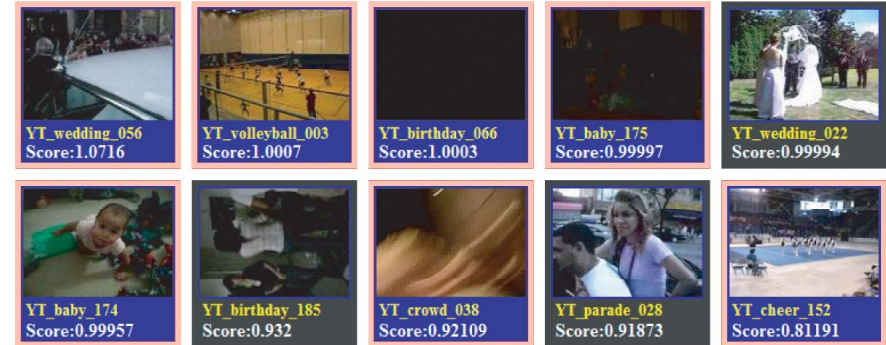 YT_wedding_056
Score:1.0716
YT_volleyball_003
Score:1.0007
YT_birthday_066
Score:1.0003
YT_baby_175
Score:0.99997
YT_wedding_022
Score:0.99994
YT_baby_174
Score:0.99957
YT_birthday_185
Score:0.932
YT_crowd_038
Score:0.92109
YT_parade_028
Score:0.91873
YT_cheer_152
Score:0.81191